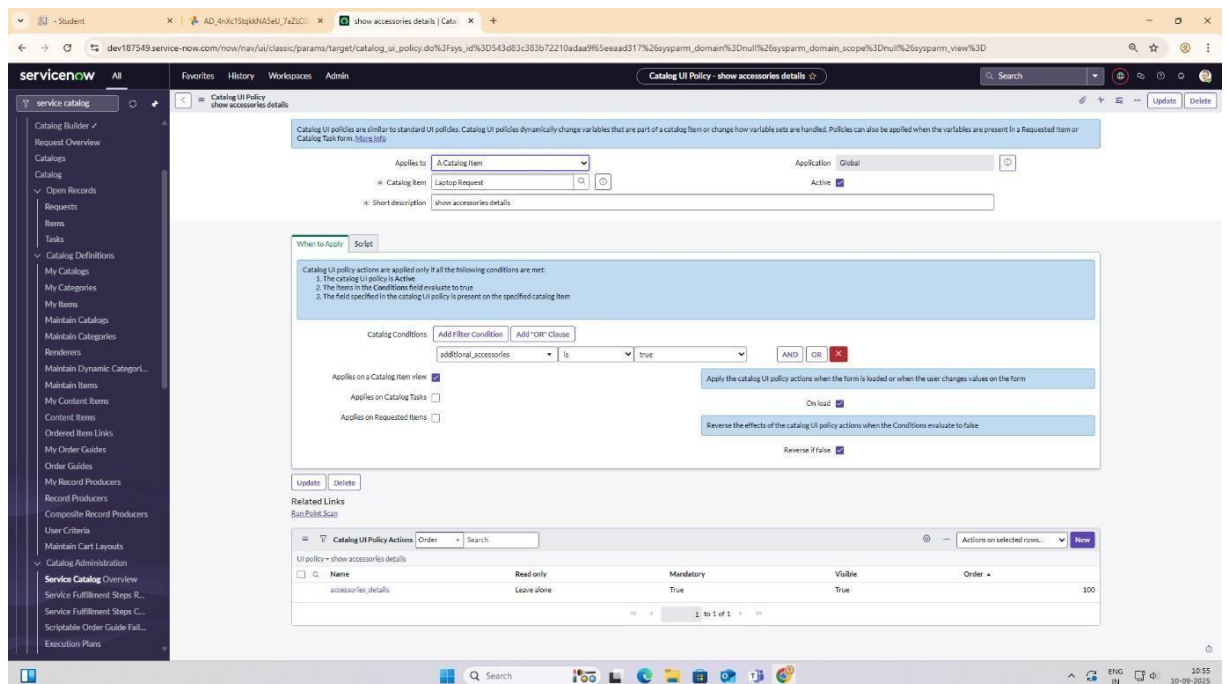 - Student
AD_4nXc1StqkkNASeU_7aZLCG
show accessories details | Catal
dev187549.service-now.com/now/nav/ui/classic/params/target/catalog_ui_policy.do%3Fsys_id%3D543d83c383b72210adaa9f65eeaad317%26sysparm_domain%3Dnull%26sysparm_domain_scope%3Dnull%26sysparm_view%3D
servicenow All Favorites History Workspaces Admin Catalog UI Policy - show accessories details Search
service catalog
Catalog UI Policy
show accessories details
Update Delete
Catalog Builder
Request Overview
Catalogs
Catalog
Open Records
Requests
Items
Tasks
Catalog Definitions
My Catalogs
My Categories
My Items
Maintain Catalogs
Maintain Categories
Renderers
Maintain Dynamic Categori...
Maintain Items
My Content Items
Content Items
Ordered Item Links
My Order Guides
Order Guides
My Record Producers
Record Producers
Composite Record Producers
User Criteria
Maintain Cart Layouts
Catalog Administration
Service Catalog Overview
Service Fulfillment Steps R...
Service Fulfillment Steps C...
Scriptable Order Guide Fail...
Execution Plans
Catalog UI policies are similar to standard UI policies. Catalog UI policies dynamically change variables that are part of a catalog item or change how variable sets are handled. Policies can also be applied when the variables are present in a Requested Item or
Catalog Task form. More Info
Applies to A Catalog Item Application Global
* Catalog item Laptop Request Active
* Short description show accessories details
When to Apply Script
Catalog UI policy actions are applied only if all the following conditions are met:
1. The catalog UI policy is Active
2. The items in the Conditions field evaluate to true
3. The field specified in the catalog UI policy is present on the specified catalog item
Catalog Conditions Add Filter Condition Add "OR" Clause
additional_accessories is true AND OR X
Applies on a Catalog Item view
Applies on Catalog Tasks
Applies on Requested Items
Apply the catalog UI policy actions when the form is loaded or when the user changes values on the form
On load
Reverse the effects of the catalog UI policy actions when the Conditions evaluate to false
Reverse if false
Update Delete
Related Links
Run Point Scan
Catalog UI Policy Actions Order Search Actions on selected rows... New
UI policy = show accessories details
Name Read only Mandatory Visible Order
accessories_details Leave alone True True 100
1 to 1 of 1
Search
ENG
IN
10:55
10-09-2025